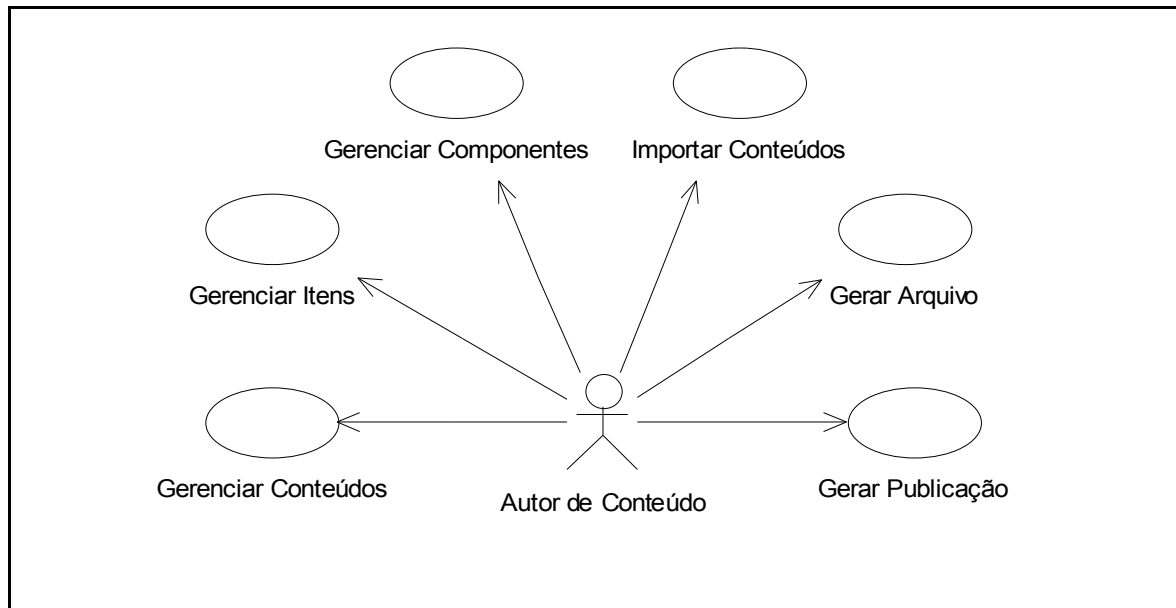 Gerenciar Componentes
Importar Conteúdos
Gerenciar Itens
Gerar Arquivo
Gerenciar Conteúdos
Autor de Conteúdo
Gerar Publicação